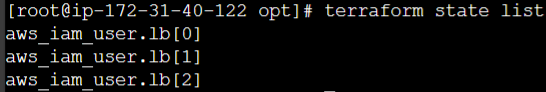 [root@ip-172-31-40-122 opt]# terraform state list
aws_iam_user.lb[0]
aws_iam_user.lb[1]
aws_iam_user.lb[2]